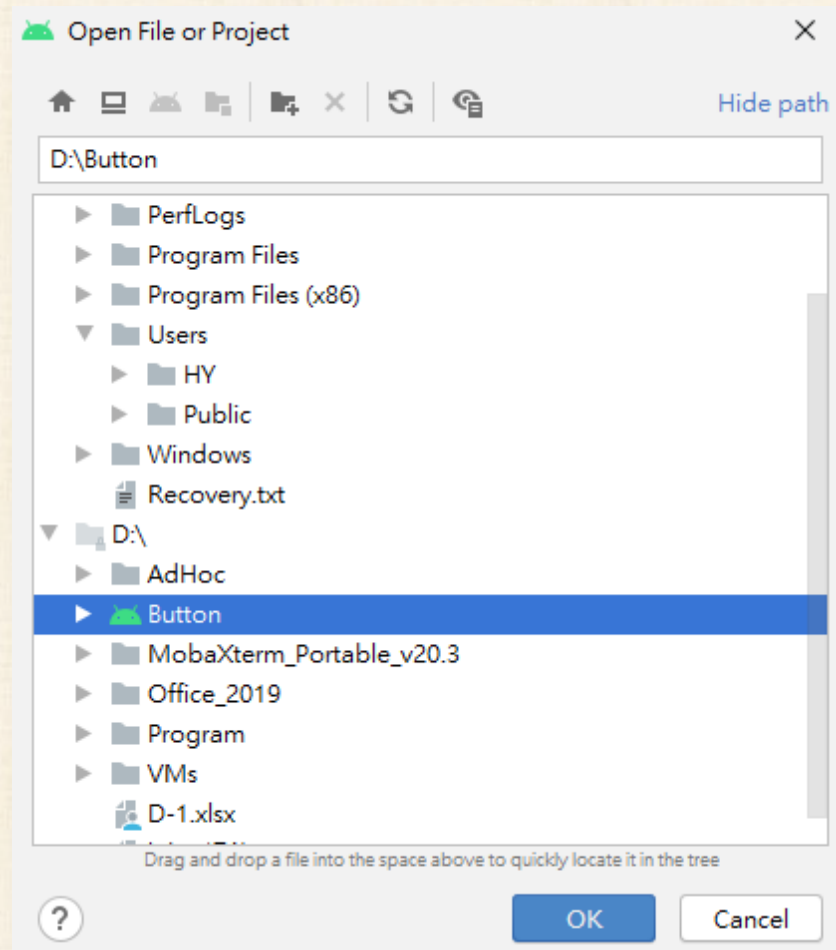 Open File or Project
Hide path
D:\Button
PerfLogs
Program Files
Program Files (x86)
Users
HY
Public
Windows
Recovery.txt
D:\
AdHoc
Button
MobaXterm_Portable_v20.3
Office_2019
Program
VMs
D-1.xlsx
Drag and drop a file into the space above to quickly locate it in the tree
?
OK
Cancel